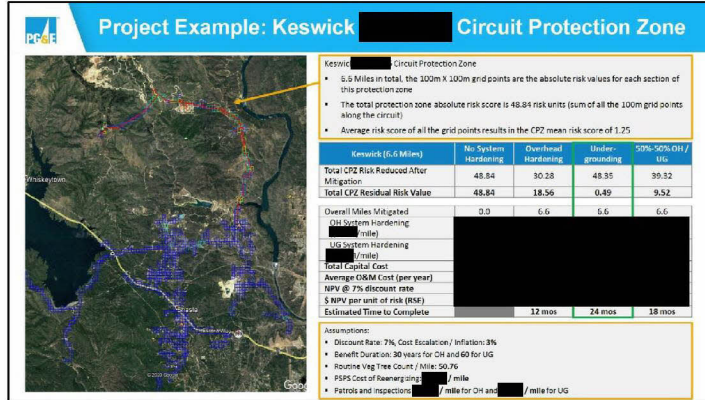 PG&E
Project Example: Keswick Circuit Protection Zone
Keswick Circuit Protection Zone
▪ 6.6 Miles in total, the 100m X 100m grid points are the absolute risk values for each section of
this protection zone
▪ The total protection zone absolute risk score is 48.84 risk units (sum of all the 100m grid points
along the circuit)
▪ Average risk score of all the grid points results in the CPZ mean risk score of 1.25
Keswick (6.6 Miles) No System Hardening Overhead Hardening Under-grounding 50%-50% OH / UG
Total CPZ Risk Reduced After Mitigation 48.84 30.28 48.35 39.32
Total CPZ Residual Risk Value 48.84 18.56 0.49 9.52
Overall Miles Mitigated 0.0 6.6 6.6 6.6
OH System Hardening
/mile)
UG System Hardening
/mile)
Total Capital Cost
Average O&M Cost (per year)
NPV @ 7% discount rate
$ NPV per unit of risk (RSE)
Estimated Time to Complete 12 mos 24 mos 18 mos
Assumptions:
▪ Discount Rate: 7%, Cost Escalation / Inflation: 3%
▪ Benefit Duration: 30 years for OH and 60 for UG
▪ Routine Veg Tree Count / Mile: 50.76
▪ PSPS Cost of Reenergizing: / mile
▪ Patrols and Inspections / mile for OH and / mile for UG
Whiskeytown
Shasta